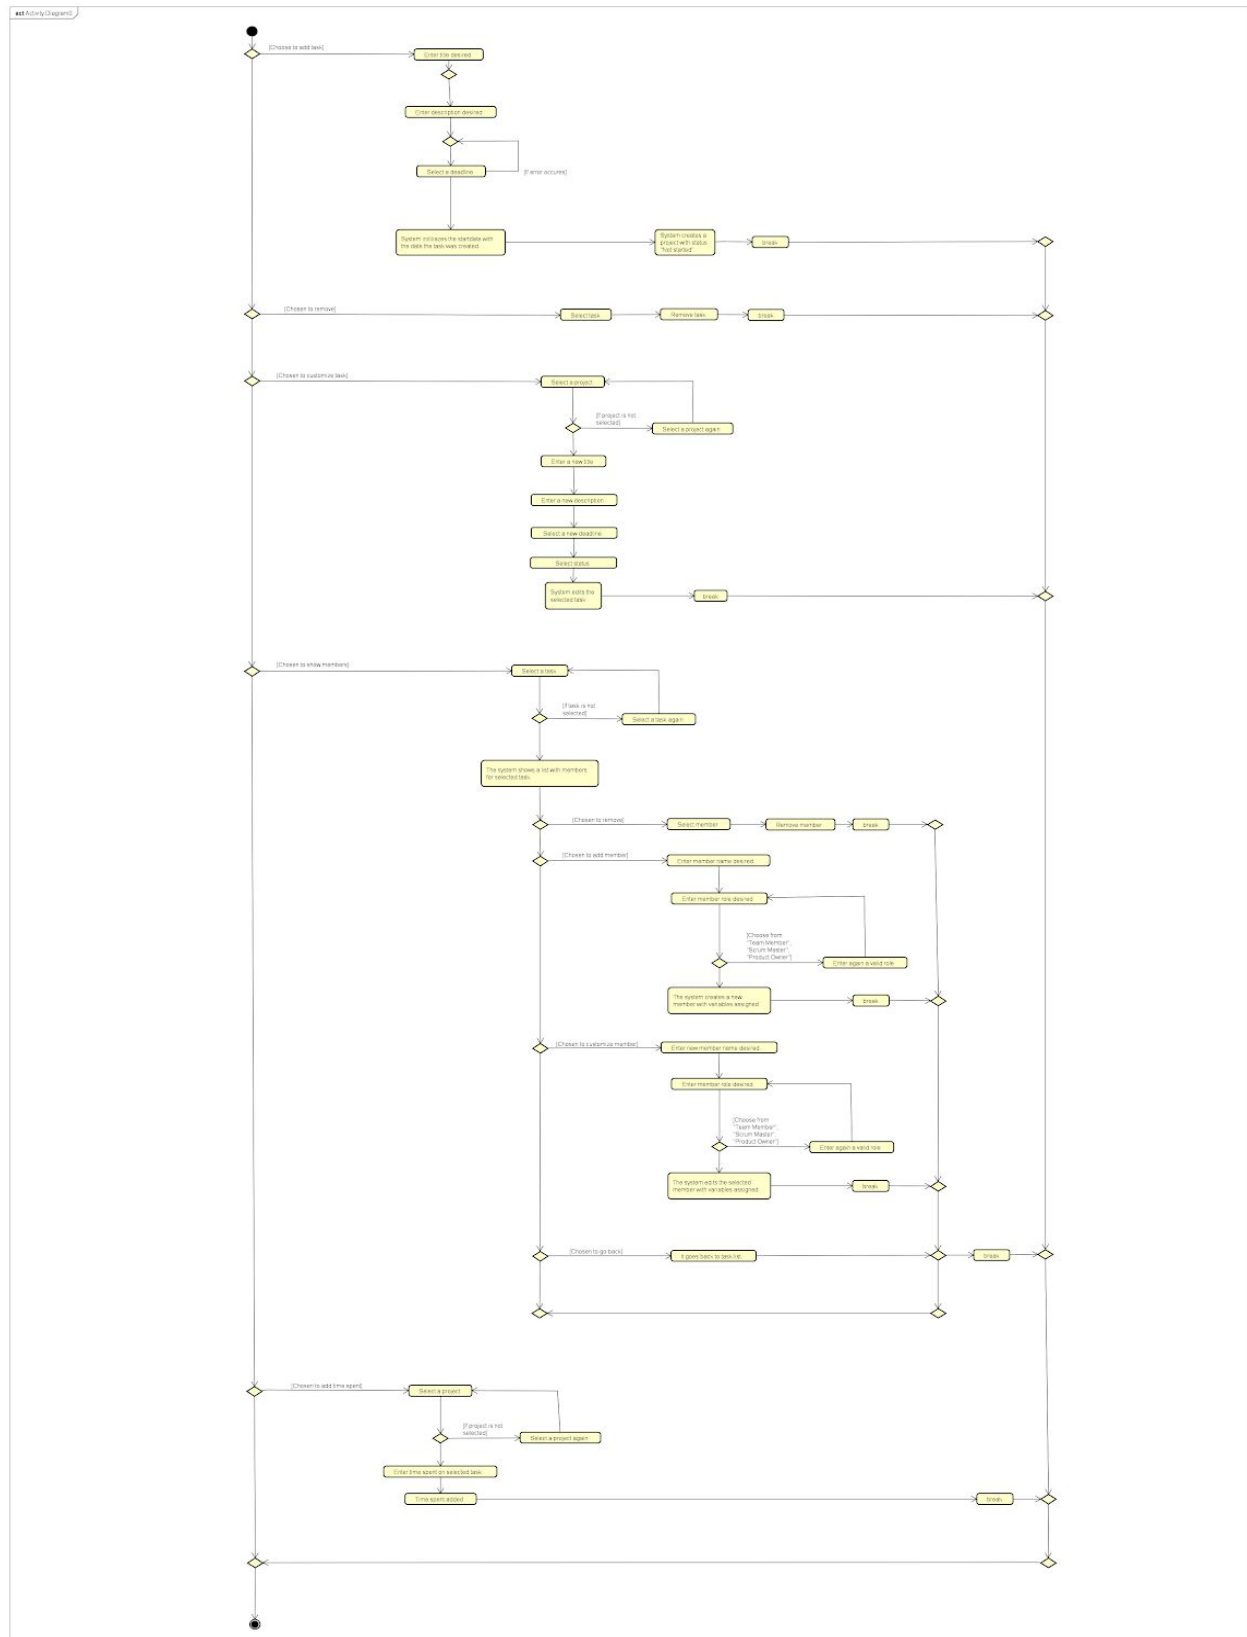 act Activity Diagram0
[Choose to add task]
Enter title desired
Enter description desired
Select a deadline
[If error occures]
System initiazes the startdate with
the date the task was created.
System creates a
project with status
"Not started"
break
[Chosen to remove]
Select task
Remove task
break
[Chosen to customize task]
Select a project
[If project is not
selected]
Select a project again
Enter a new title
Enter a new description
Select a new deadline
Select status
System edits the
selected task
break
[Chosen to show members]
Select a task
[If task is not
selected]
Select a task again
The system shows a list with members
for selected task
[Chosen to remove]
Select member
Remove member
break
[Chosen to add member]
Enter member name desired
Enter member role desired
[Choose from
"Team Member",
"Scrum Master",
"Product Owner"]
Enter again a valid role
The system creates a new
member with variables assigned
break
[Chosen to customize member]
Enter new member name desired
Enter member role desired
[Choose from
"Team Member",
"Scrum Master",
"Product Owner"]
Enter again a valid role
The system edits the selected
member with variables assigned
break
[Chosen to go back]
It goes back to task list
break
[Chosen to add time spent]
Select a project
[If project is not
selected]
Select a project again
Enter time spent on selected task
Time spent added
break